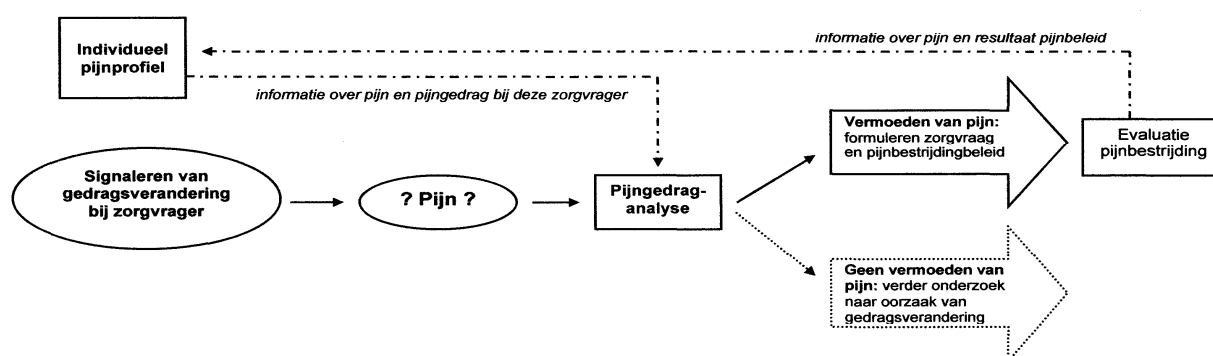 Individueel
pijnprofiel
informatie over pijn en resultaat pijnbeleid
informatie over pijn en pijngedrag bij deze zorgvrager
Signaleren van
gedragsverandering
bij zorgvrager
? Pijn ?
Pijngedrag-
analyse
Vermoeden van pijn:
formuleren zorgvraag
en pijnbestrijdingbeleid
Evaluatie
pijnbestrijding
Geen vermoeden van
pijn: verder onderzoek
naar oorzaak van
gedragsverandering